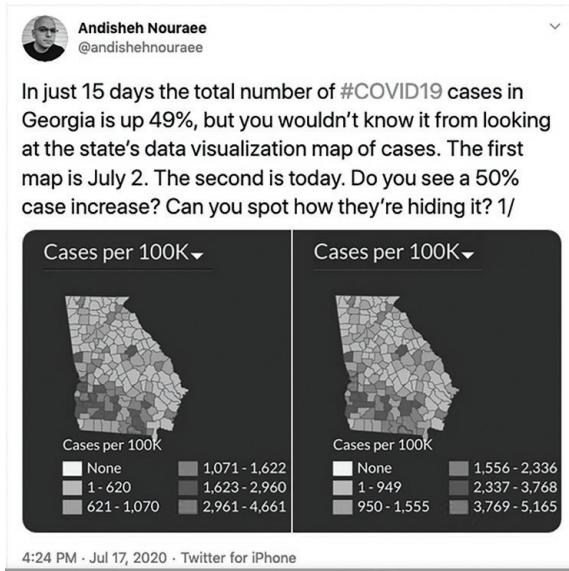 Andisheh Nouraee
@andishehnouraee
In just 15 days the total number of #COVID19 cases in
Georgia is up 49%, but you wouldn’t know it from looking
at the state’s data visualization map of cases. The first
map is July 2. The second is today. Do you see a 50%
case increase? Can you spot how they’re hiding it? 1/
Cases per 100K
Cases per 100K
None
1 - 620
621 - 1,070
1,071 - 1,622
1,623 - 2,960
2,961 - 4,661
Cases per 100K
Cases per 100K
None
1 - 949
950 - 1,555
1,556 - 2,336
2,337 - 3,768
3,769 - 5,165
4:24 PM · Jul 17, 2020 · Twitter for iPhone